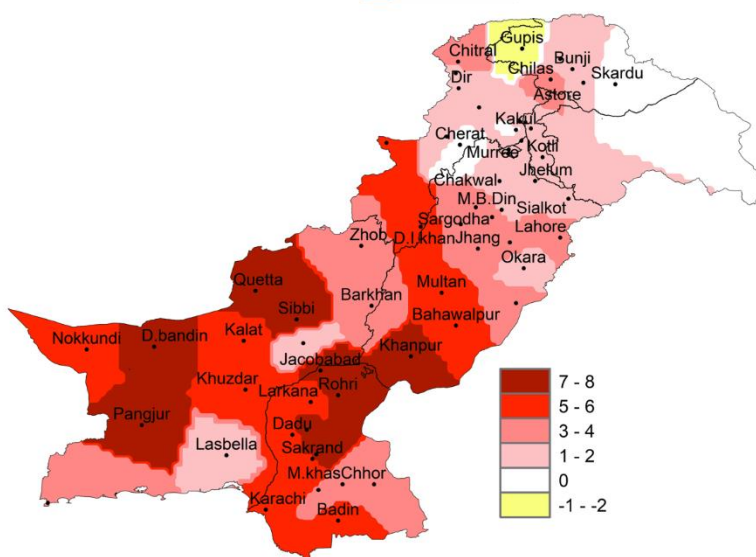 Gupis
Chitral
Bunji
Chilas
Dir
Skardu
Astore
Kakul
Cherat
Kotli
Murree
Jhelum
Chakwal
M.B.Din
Sialkot
Sargodha
Lahore
Zhob
D.I.khan
Jhang
Okara
Quetta
Multan
Sibbi
Barkhan
Bahawalpur
Nokkundi
D.bandin
Kalat
Jacobabad
Khanpur
Khuzdar
Rohri
Larkana
Pangjur
Dadu
Lasbella
Sakrand
M.khas
Chhor
Karachi
Badin
7 - 8
5 - 6
3 - 4
1 - 2
0
-1 - -2